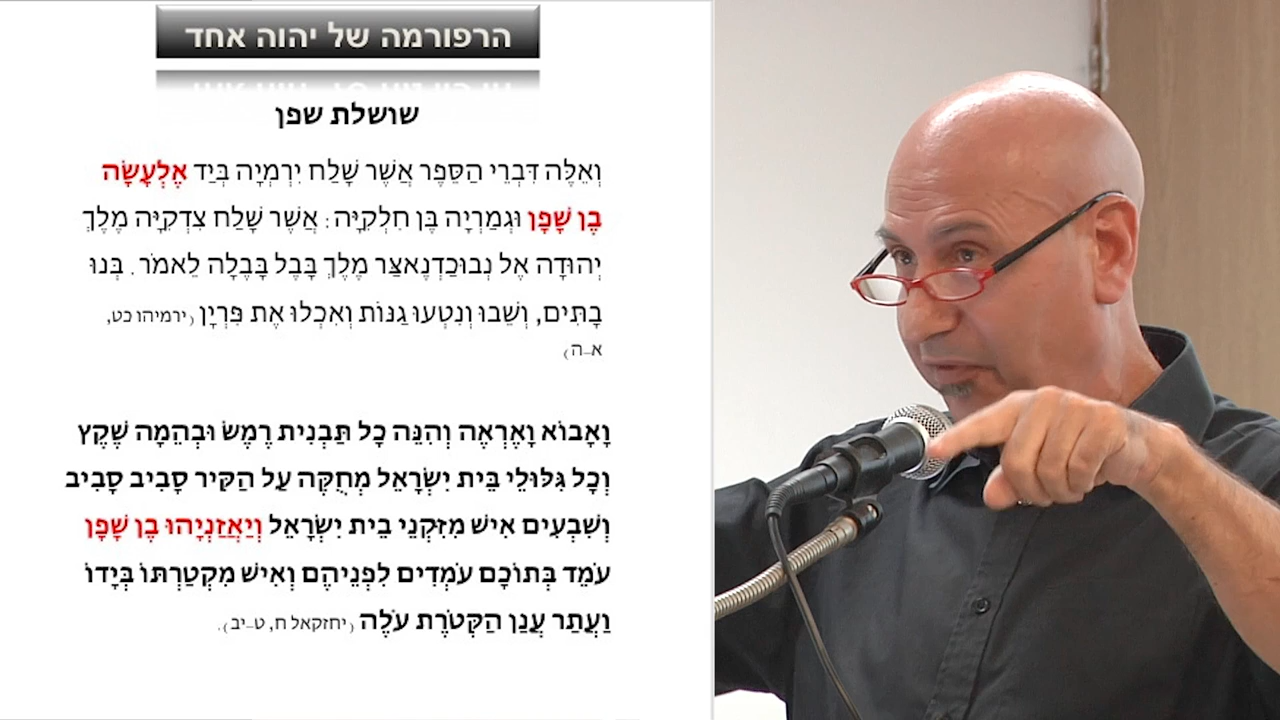 הרפורמה של יהוה אחד
שושלת שפן
וְאֵלֶּה דִּבְרֵי הַסֵּפֶר אֲשֶׁר שָׁלַח יִרְמְיָה בְּיַד אֶלְעָשָׂה
בֶן שָׁפָן וּגְמַרְיָה בֶּן חִלְקִיָּה: אֲשֶׁר שָׁלַח צִדְקִיָּה מֶלֶךְ
יְהוּדָה אֶל נְבוּכַדְנֶאצַּר מֶלֶךְ בָּבֶל בָּבֶלָה לֵאמֹר. בְּנוּ
בָתִּים, וְשֵׁבוּ וְנִטְעוּ גַנּוֹת וְאִכְלוּ אֶת פִּרְיָן (ירמיהו כט,
א–ה)
וָאָבוֹא וָאֶרְאֶה וְהִנֵּה כָל תַּבְנִית רֶמֶשׂ וּבְהֵמָה שֶׁקֶץ
וְכָל גִּלּוּלֵי בֵּית יִשְׂרָאֵל מְחֻקֶּה עַל הַקִּיר סָבִיב סָבִיב
וְשִׁבְעִים אִישׁ מִזִּקְנֵי בֵית יִשְׂרָאֵל וְיַאֲזַנְיָהוּ בֶן שָׁפָן
עֹמֵד בְּתוֹכָם עֹמְדִים לִפְנֵיהֶם וְאִישׁ מִקְטַרְתּוֹ בְּיָדוֹ
וַעֲתַר עֲנַן הַקְּטֹרֶת עֹלֶה (יחזקאל ח, ט–יב).